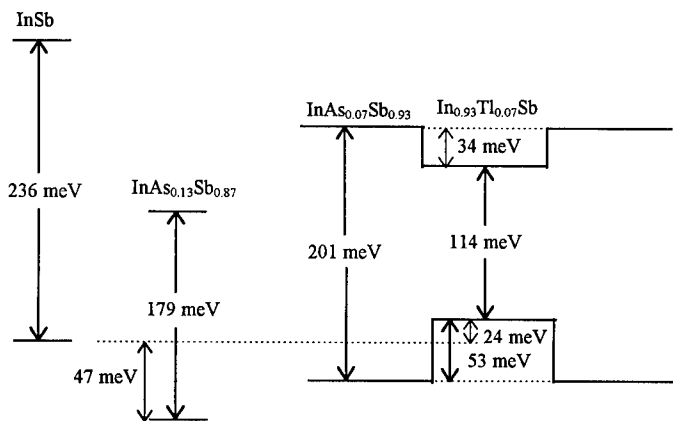 InSb
236 meV
InAs0.13Sb0.87
179 meV
47 meV
InAs0.07Sb0.93
In0.93Tl0.07Sb
34 meV
201 meV
114 meV
24 meV
53 meV